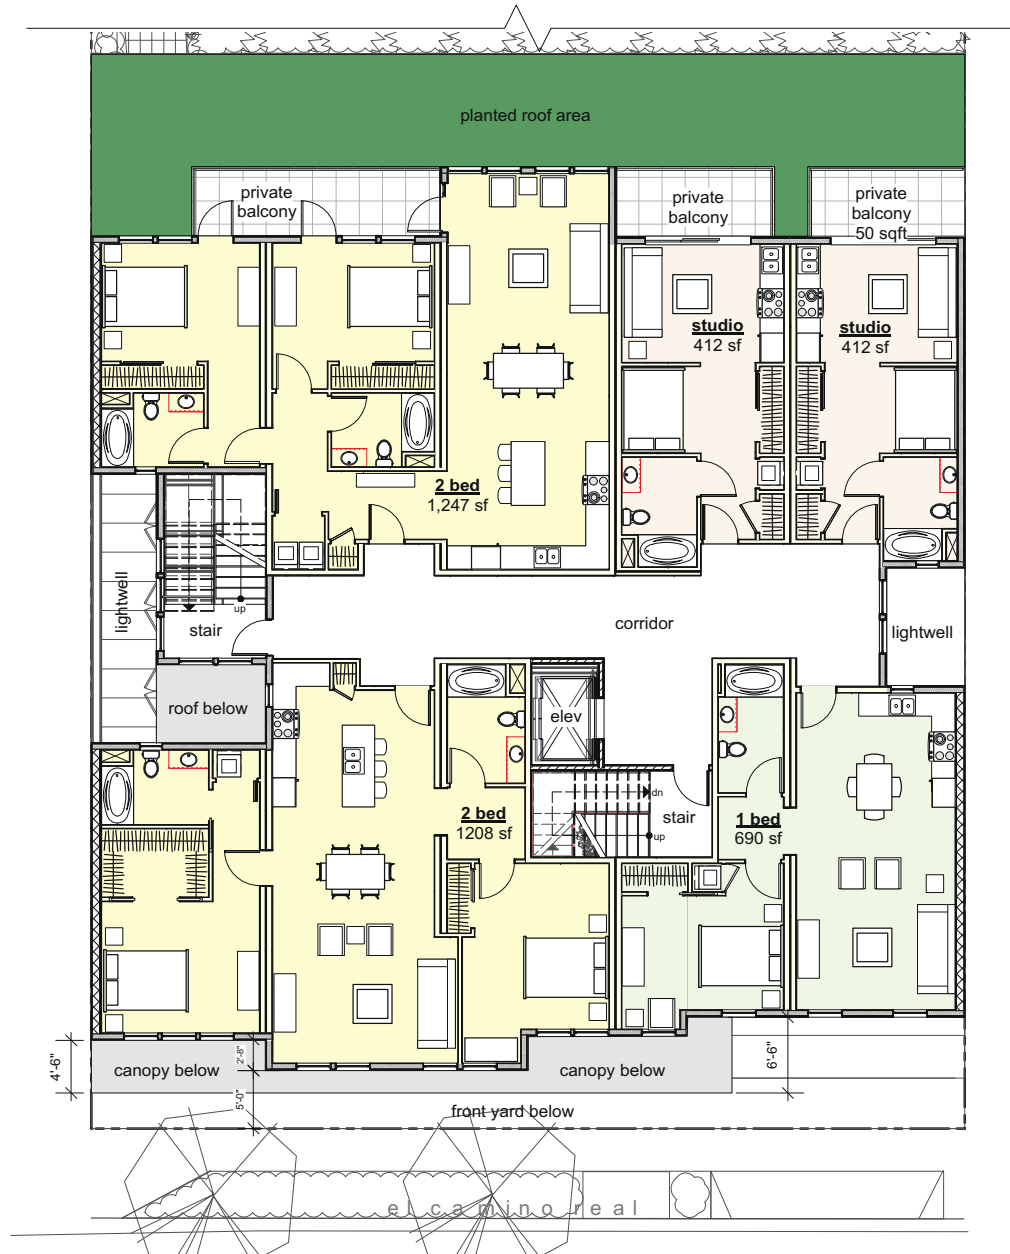 planted roof area
private
balcony
private
balcony
private
balcony
50 sqft
studio
412 sf
studio
412 sf
2 bed
1,247 sf
lightwell
up
stair
corridor
lightwell
roof below
elev
dn
up
stair
2 bed
1208 sf
1 bed
690 sf
4'-6"
2'-8"
5'-0"
6'-6"
canopy below
canopy below
front yard below
el camino real